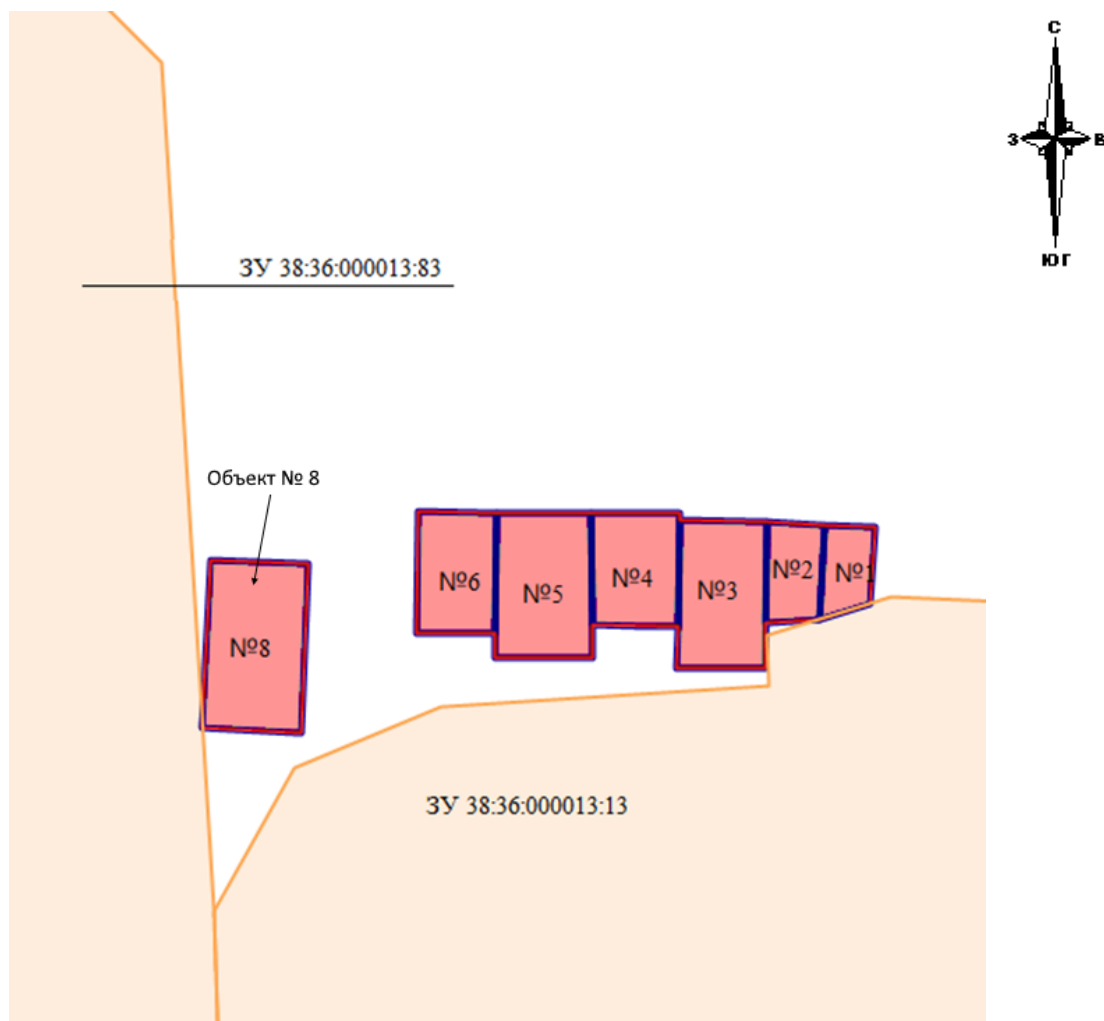 С
З
В
ЮГ
ЗУ 38:36:000013:83
Объект № 8
№6
№5
№4
№3
№2
№1
№8
ЗУ 38:36:000013:13